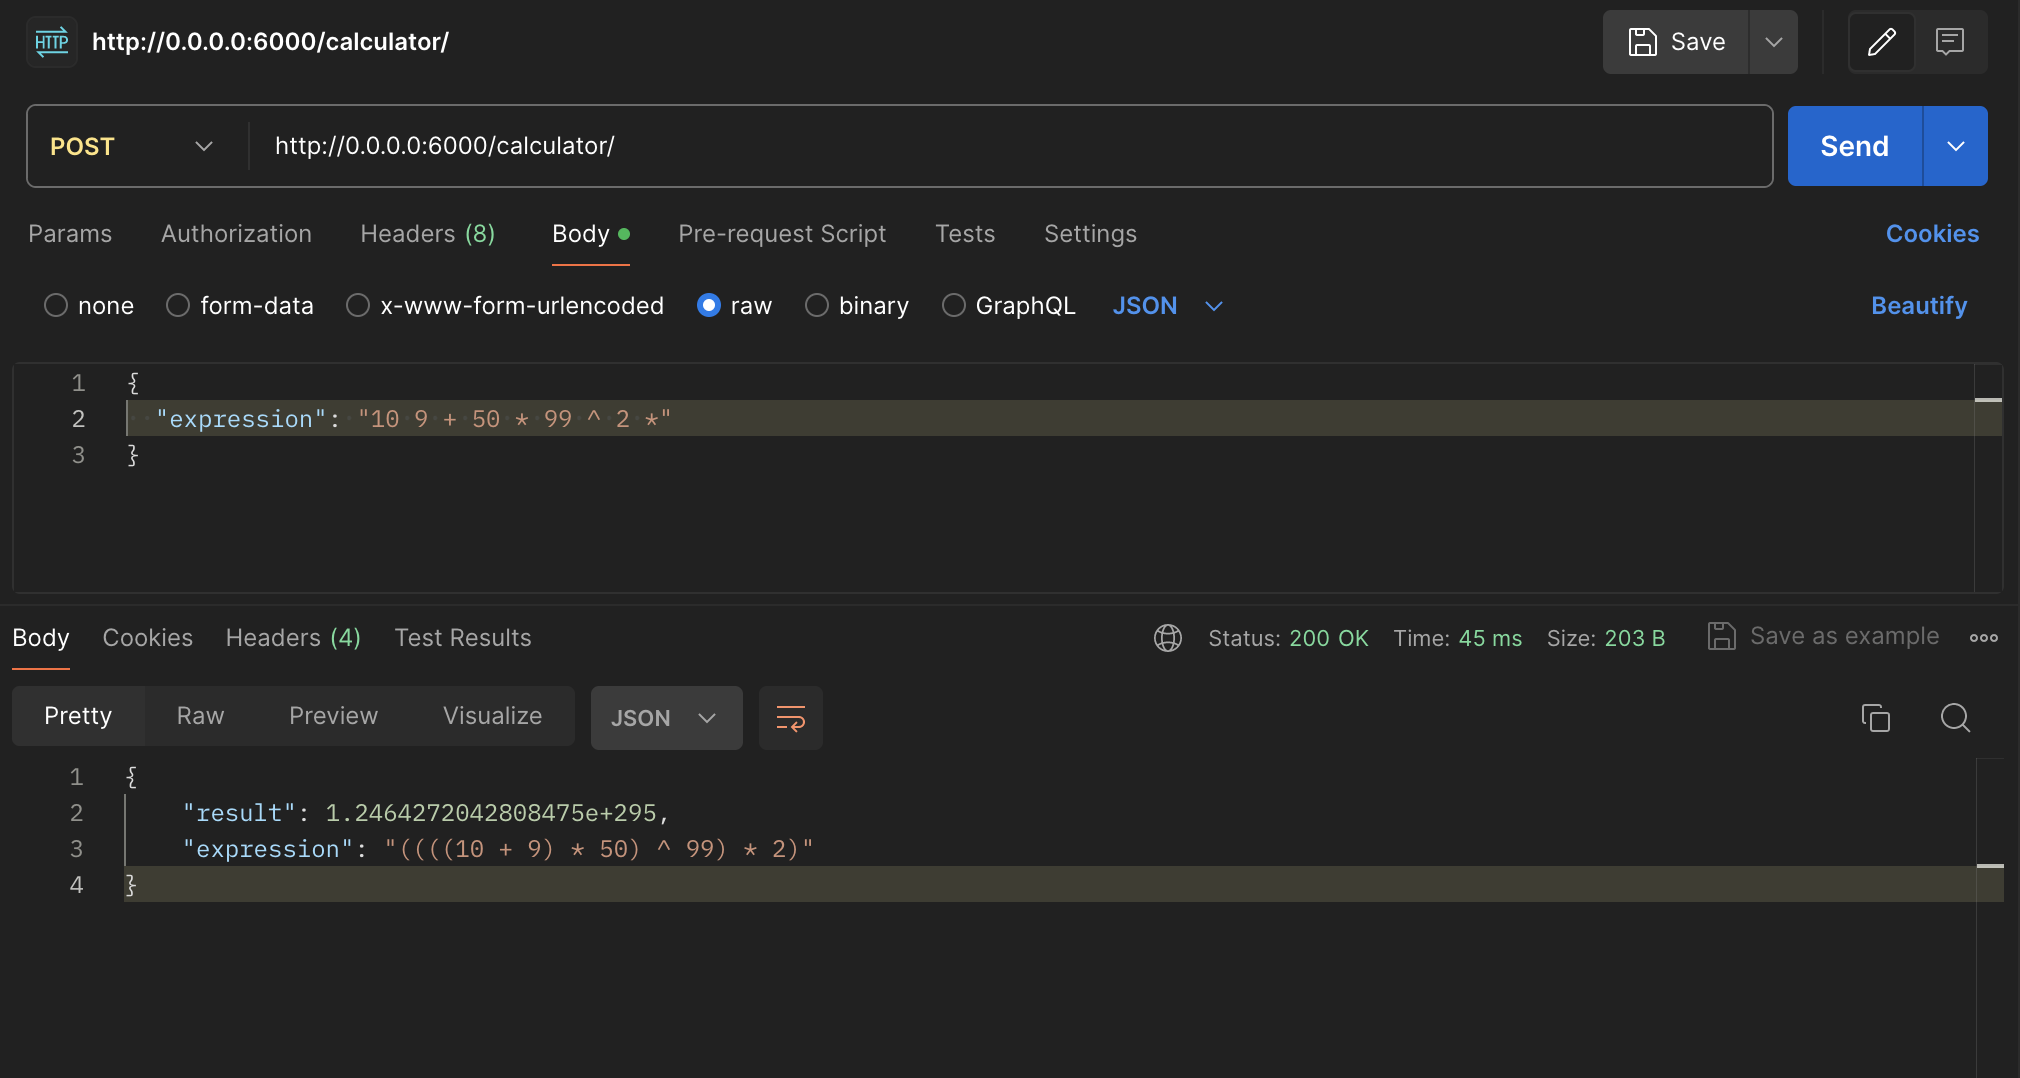 HTTP http://0.0.0.0:6000/calculator/ Save
POST http://0.0.0.0:6000/calculator/ Send
Params Authorization Headers (8) Body Pre-request Script Tests Settings Cookies
none form-data x-www-form-urlencoded raw binary GraphQL JSON Beautify
1 {
2 "expression": "10 9 + 50 * 99 ^ 2 *"
3 }
Body Cookies Headers (4) Test Results Status: 200 OK Time: 45 ms Size: 203 B Save as example
Pretty Raw Preview Visualize JSON
1 {
2 "result": 1.2464272042808475e+295,
3 "expression": "((((10 + 9) * 50) ^ 99) * 2)"
4 }